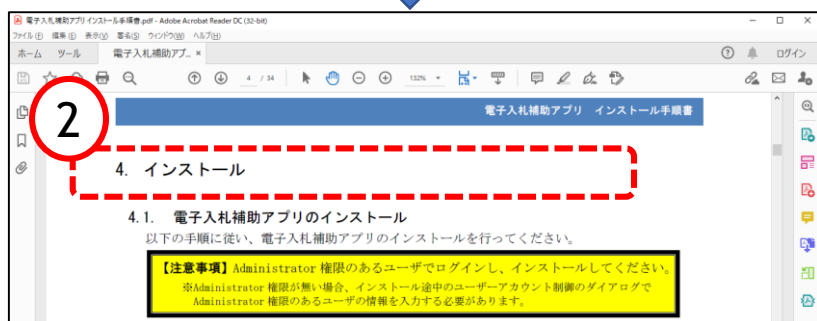 電子入札補助アプリ インストール手順書.pdf - Adobe Acrobat Reader DC (32-bit)
ファイル(F) 編集(E) 表示(V) 署名(S) ウィンドウ(W) ヘルプ(H)
ホーム ツール 電子入札補助アプ... × ログイン
4 / 34 132%
2
電子入札補助アプリ インストール手順書
4. インストール
4.1. 電子入札補助アプリのインストール
以下の手順に従い、電子入札補助アプリのインストールを行ってください。
【注意事項】Administrator 権限のあるユーザでログインし、インストールしてください。
※Administrator 権限が無い場合、インストール途中のユーザーアカウント制御のダイアログで
Administrator 権限のあるユーザの情報を入力する必要があります。